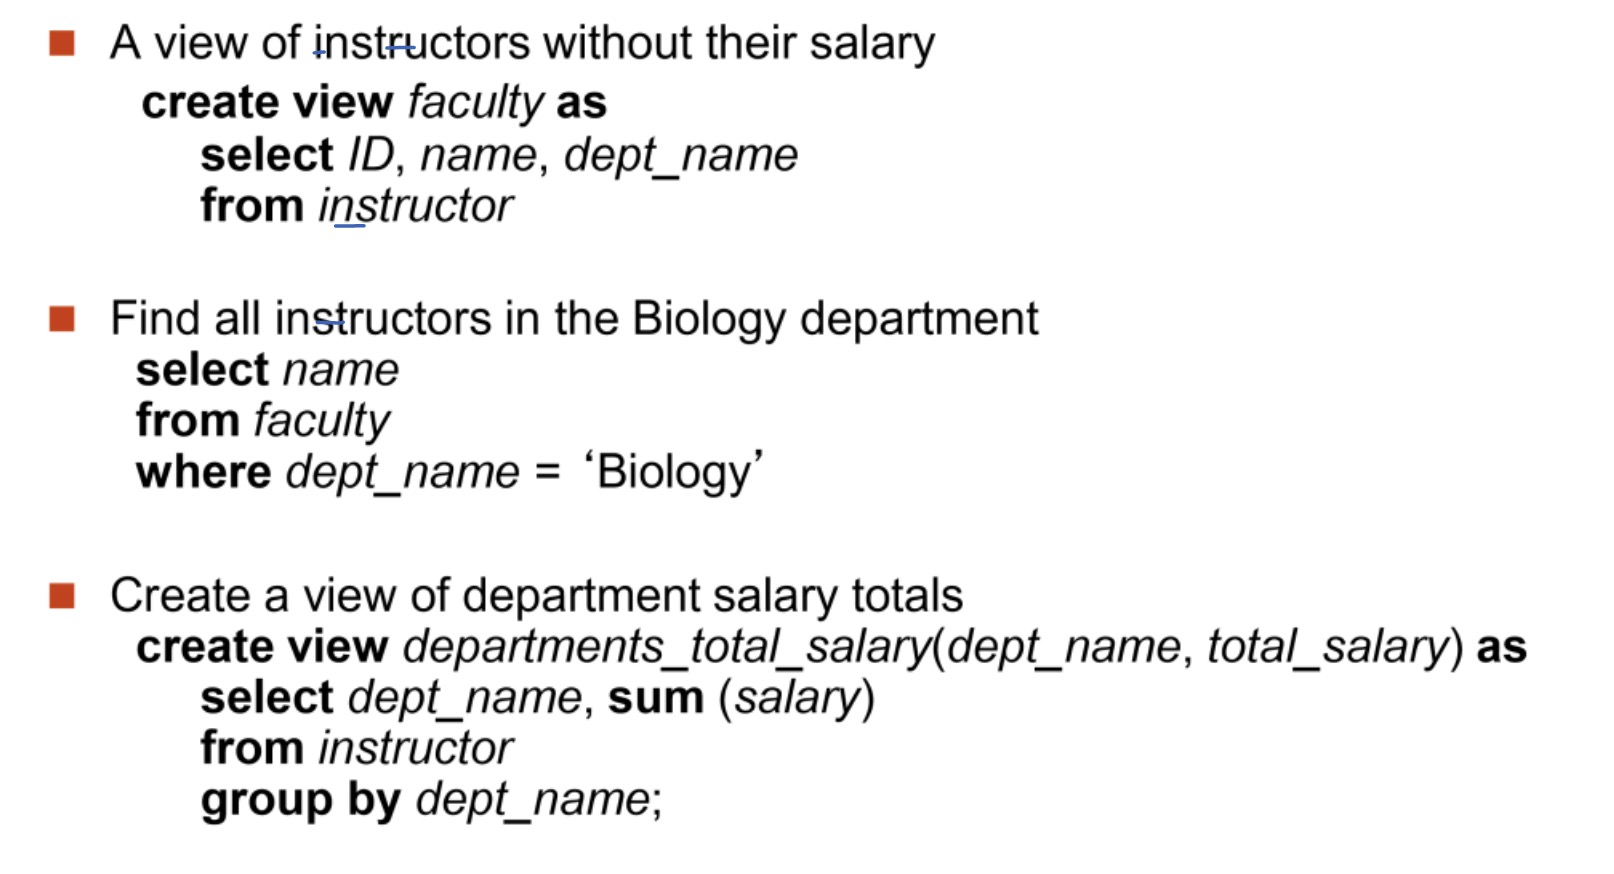 A view of instructors without their salary
create view faculty as
select ID, name, dept_name
from instructor
Find all instructors in the Biology department
select name
from faculty
where dept_name = ‘Biology’
Create a view of department salary totals
create view departments_total_salary(dept_name, total_salary) as
select dept_name, sum (salary)
from instructor
group by dept_name;